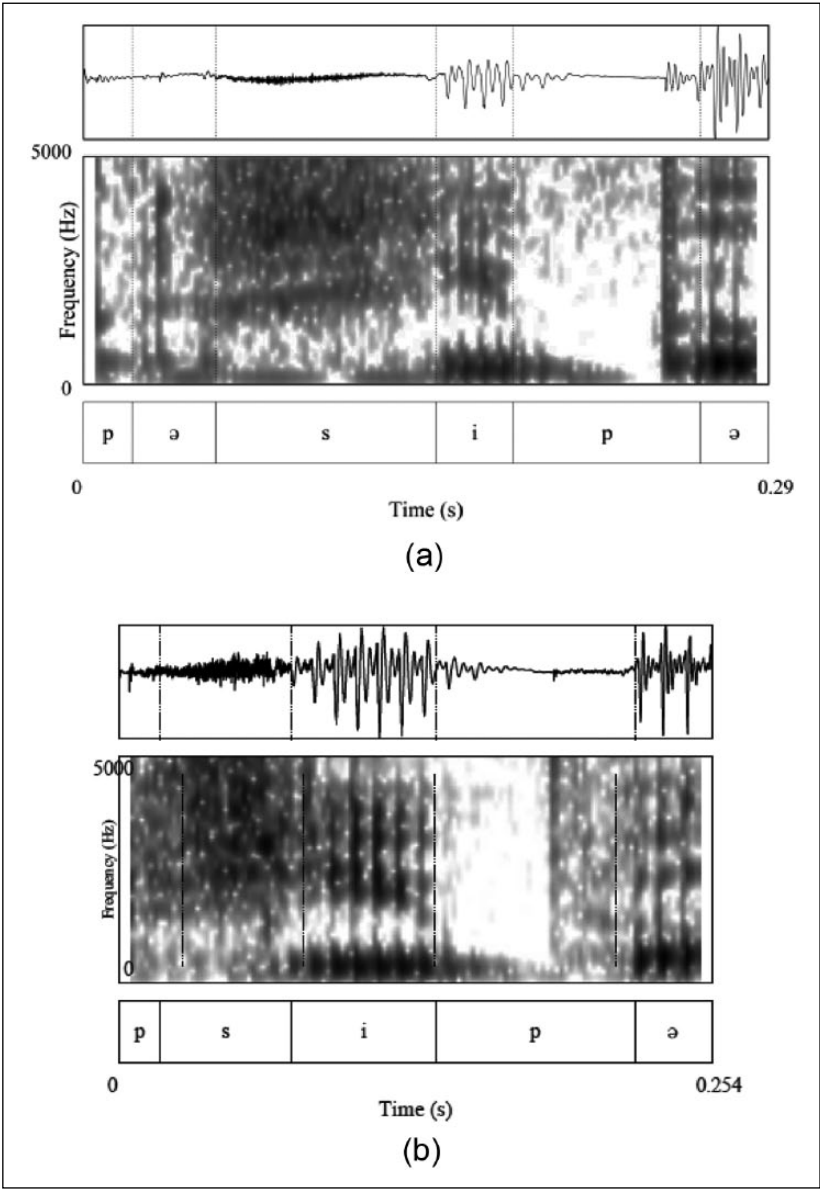 5000
Frequency (Hz)
0
p ə s i p ə
0 0.29
Time (s)
(a)
5000
Frequency (Hz)
0
p s i p ə
0 0.254
Time (s)
(b)